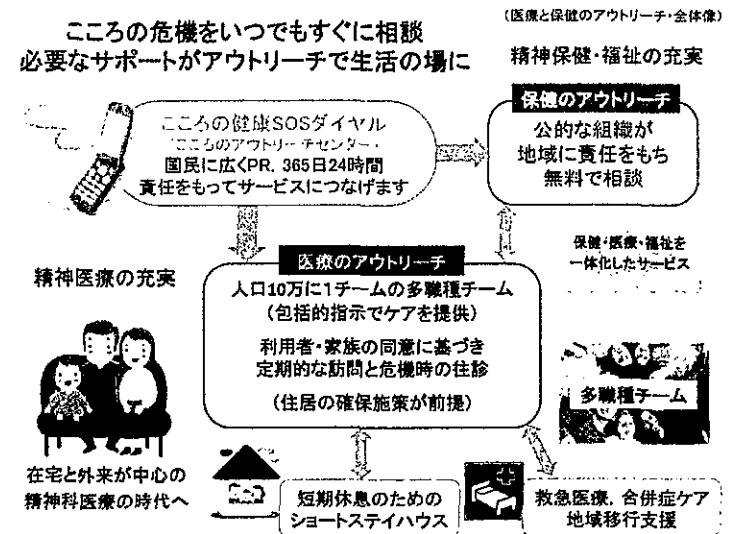 (医療と保健のアウトリーチ・全体像)
こころの危機をいつでもすぐに相談
必要なサポートがアウトリーチで生活の場に
精神保健・福祉の充実
こころの健康SOSダイヤル
こころのアウトリーチセンター
国民に広くPR、365日24時間
責任をもってサービスにつなげます
保健のアウトリーチ
公的な組織が
地域に責任をもち
無料で相談
精神医療の充実
医療のアウトリーチ
人口10万に1チームの多職種チーム
(包括的指示でケアを提供)
利用者・家族の同意に基づき
定期的な訪問と危機時の往診
(住居の確保施策が前提)
保健・医療・福祉を
一体化したサービス
多職種チーム
在宅と外来が中心の
精神科医療の時代へ
短期休息のための
ショートステイハウス
救急医療、合併症ケア
地域移行支援